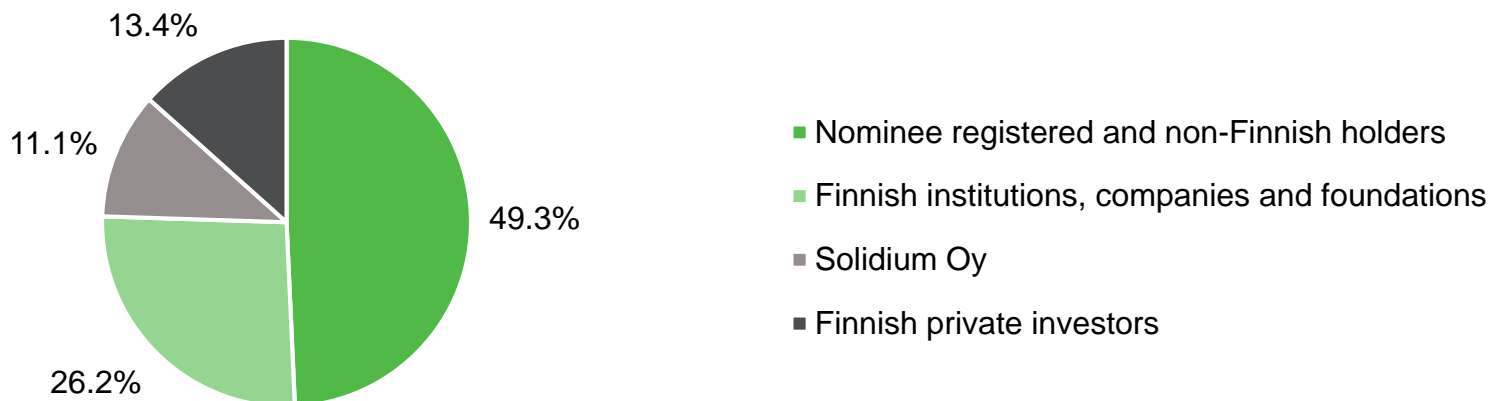 13.4%
11.1%
49.3%
26.2%
Nominee registered and non-Finnish holders
Finnish institutions, companies and foundations
Solidium Oy
Finnish private investors